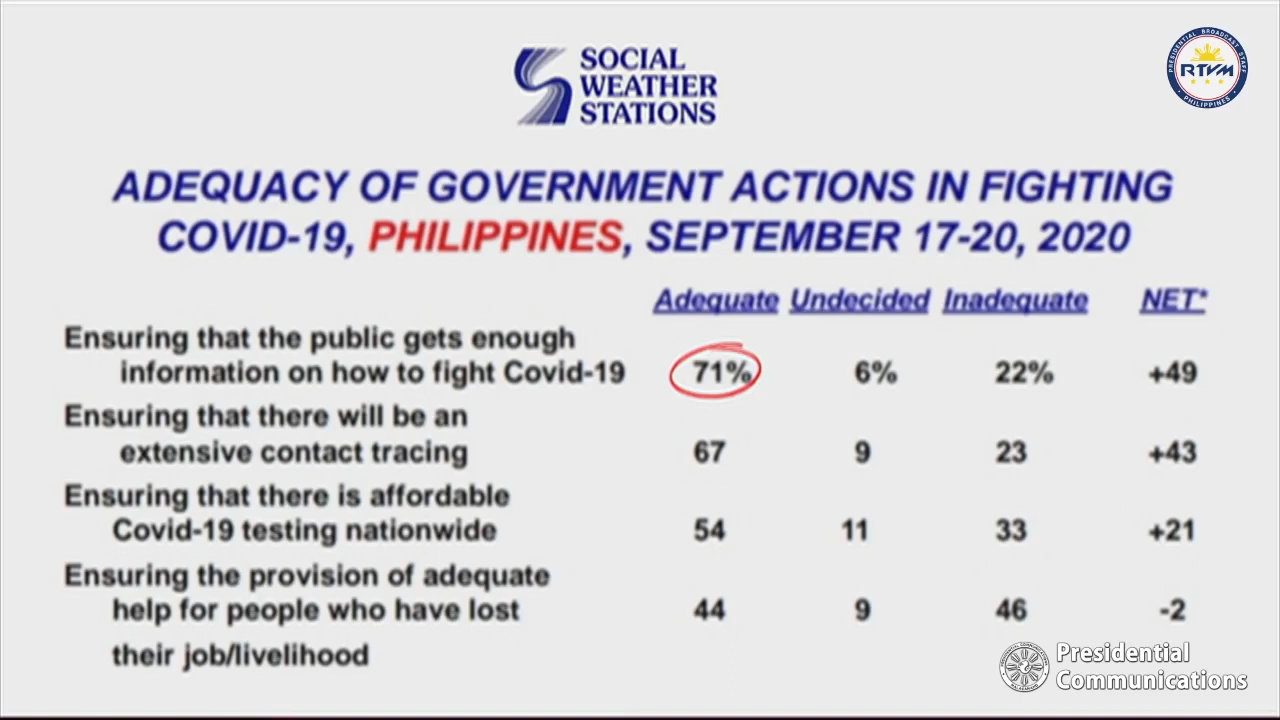 SOCIAL
WEATHER
STATIONS
PRESIDENTIAL BROADCAST STAFF
RTVM
PHILIPPINES
ADEQUACY OF GOVERNMENT ACTIONS IN FIGHTING
COVID-19, PHILIPPINES, SEPTEMBER 17-20, 2020
Adequate Undecided Inadequate NET*
Ensuring that the public gets enough
information on how to fight Covid-19 71% 6% 22% +49
Ensuring that there will be an
extensive contact tracing 67 9 23 +43
Ensuring that there is affordable
Covid-19 testing nationwide 54 11 33 +21
Ensuring the provision of adequate
help for people who have lost 44 9 46 -2
their job/livelihood
Presidential
Communications